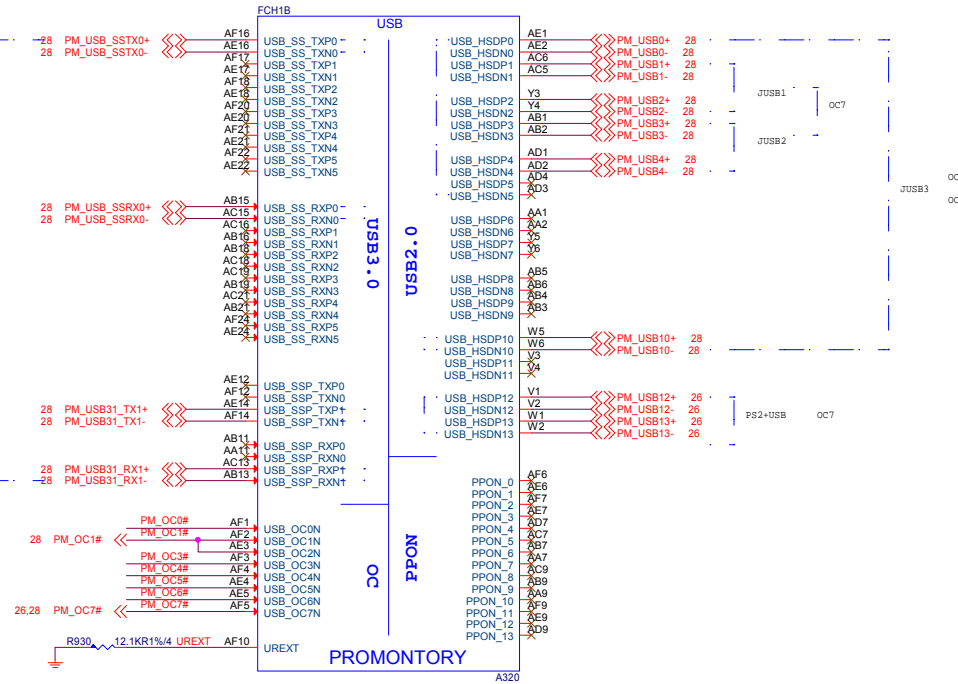 FCH1B
USB
28 PM_USB_SSTX0+ AF16 USB_SS_TXP0
28 PM_USB_SSTX0- AE16 USB_SS_TXN0
AF17 USB_SS_TXP1
AE17 USB_SS_TXN1
AF18 USB_SS_TXP2
AE18 USB_SS_TXN2
AF20 USB_SS_TXP3
AE20 USB_SS_TXN3
AF21 USB_SS_TXP4
AE21 USB_SS_TXN4
AF22 USB_SS_TXP5
AE22 USB_SS_TXN5
28 PM_USB_SSRX0+ AB15 USB_SS_RXP0
28 PM_USB_SSRX0- AC15 USB_SS_RXN0
AC16 USB_SS_RXP1
AB16 USB_SS_RXN1
AB18 USB_SS_RXP2
AC18 USB_SS_RXN2
AC19 USB_SS_RXP3
AB19 USB_SS_RXN3
AC21 USB_SS_RXP4
AB21 USB_SS_RXN4
AF24 USB_SS_RXP5
AE24 USB_SS_RXN5
AE12 USB_SSP_TXP0
AF12 USB_SSP_TXN0
28 PM_USB31_TX1+ AE14 USB_SSP_TXP1
28 PM_USB31_TX1- AF14 USB_SSP_TXN1
AB11 USB_SSP_RXP0
AA11 USB_SSP_RXN0
28 PM_USB31_RX1+ AC13 USB_SSP_RXP1
28 PM_USB31_RX1- AB13 USB_SSP_RXN1
PM_OC0# AF1 USB_OC0N
28 PM_OC1# PM_OC1# AF2 USB_OC1N
AE3 USB_OC2N
PM_OC3# AF3 USB_OC3N
PM_OC4# AF4 USB_OC4N
PM_OC5# AE4 USB_OC5N
PM_OC6# AE5 USB_OC6N
26,28 PM_OC7# PM_OC7# AF5 USB_OC7N
R930 12.1KR1%/4 UREXT AF10 UREXT
USB3.0
USB2.0
OC
PPON
USB_HSDP0 AE1 PM_USB0+ 28
USB_HSDN0 AE2 PM_USB0- 28
USB_HSDP1 AC6 PM_USB1+ 28
USB_HSDN1 AC5 PM_USB1- 28
USB_HSDP2 Y3 PM_USB2+ 28
USB_HSDN2 Y4 PM_USB2- 28
USB_HSDP3 AB1 PM_USB3+ 28
USB_HSDN3 AB2 PM_USB3- 28
USB_HSDP4 AD1 PM_USB4+ 28
USB_HSDN4 AD2 PM_USB4- 28
USB_HSDP5 AD4
USB_HSDN5 AD3
USB_HSDP6 AA1
USB_HSDN6 AA2
USB_HSDP7 Y5
USB_HSDN7 Y6
USB_HSDP8 AB5
USB_HSDN8 AB6
USB_HSDP9 AB4
USB_HSDN9 AB3
USB_HSDP10 W5 PM_USB10+ 28
USB_HSDN10 W6 PM_USB10- 28
USB_HSDP11 V3
USB_HSDN11 V4
USB_HSDP12 V1 PM_USB12+ 26
USB_HSDN12 V2 PM_USB12- 26
USB_HSDP13 W1 PM_USB13+ 26
USB_HSDN13 W2 PM_USB13- 26
PPON_0 AF6
PPON_1 AE6
PPON_2 AF7
PPON_3 AE7
PPON_4 AD7
PPON_5 AC7
PPON_6 AB7
PPON_7 AA7
PPON_8 AC9
PPON_9 AB9
PPON_10 AA9
PPON_11 AF9
PPON_12 AE9
PPON_13 AD9
JUSB1
OC7
JUSB2
JUSB3
PS2+USB OC7
PROMONTORY
A320